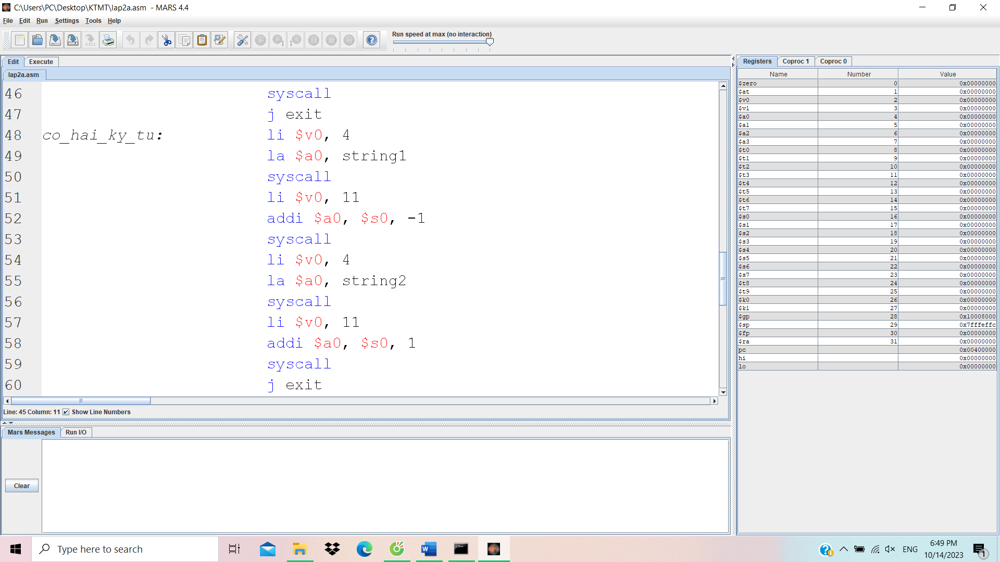 C:\Users\PC\Desktop\KTMT\lap2a.asm - MARS 4.4
File Edit Run Settings Tools Help
Run speed at max (no interaction)
Edit Execute
lap2a.asm
46 syscall
47 j exit
48 co_hai_ky_tu: li $v0, 4
49 la $a0, string1
50 syscall
51 li $v0, 11
52 addi $a0, $s0, -1
53 syscall
54 li $v0, 4
55 la $a0, string2
56 syscall
57 li $v0, 11
58 addi $a0, $s0, 1
59 syscall
60 j exit
Line: 45 Column: 11 Show Line Numbers
Mars Messages Run I/O
Clear
Registers Coproc 1 Coproc 0
Name Number Value
$zero 0 0x00000000
$at 1 0x00000000
$v0 2 0x00000000
$v1 3 0x00000000
$a0 4 0x00000000
$a1 5 0x00000000
$a2 6 0x00000000
$a3 7 0x00000000
$t0 8 0x00000000
$t1 9 0x00000000
$t2 10 0x00000000
$t3 11 0x00000000
$t4 12 0x00000000
$t5 13 0x00000000
$t6 14 0x00000000
$t7 15 0x00000000
$s0 16 0x00000000
$s1 17 0x00000000
$s2 18 0x00000000
$s3 19 0x00000000
$s4 20 0x00000000
$s5 21 0x00000000
$s6 22 0x00000000
$s7 23 0x00000000
$t8 24 0x00000000
$t9 25 0x00000000
$k0 26 0x00000000
$k1 27 0x00000000
$gp 28 0x10008000
$sp 29 0x7fffeffc
$fp 30 0x00000000
$ra 31 0x00000000
pc 0x00400000
hi 0x00000000
lo 0x00000000
Type here to search
ENG
6:49 PM
10/14/2023
1